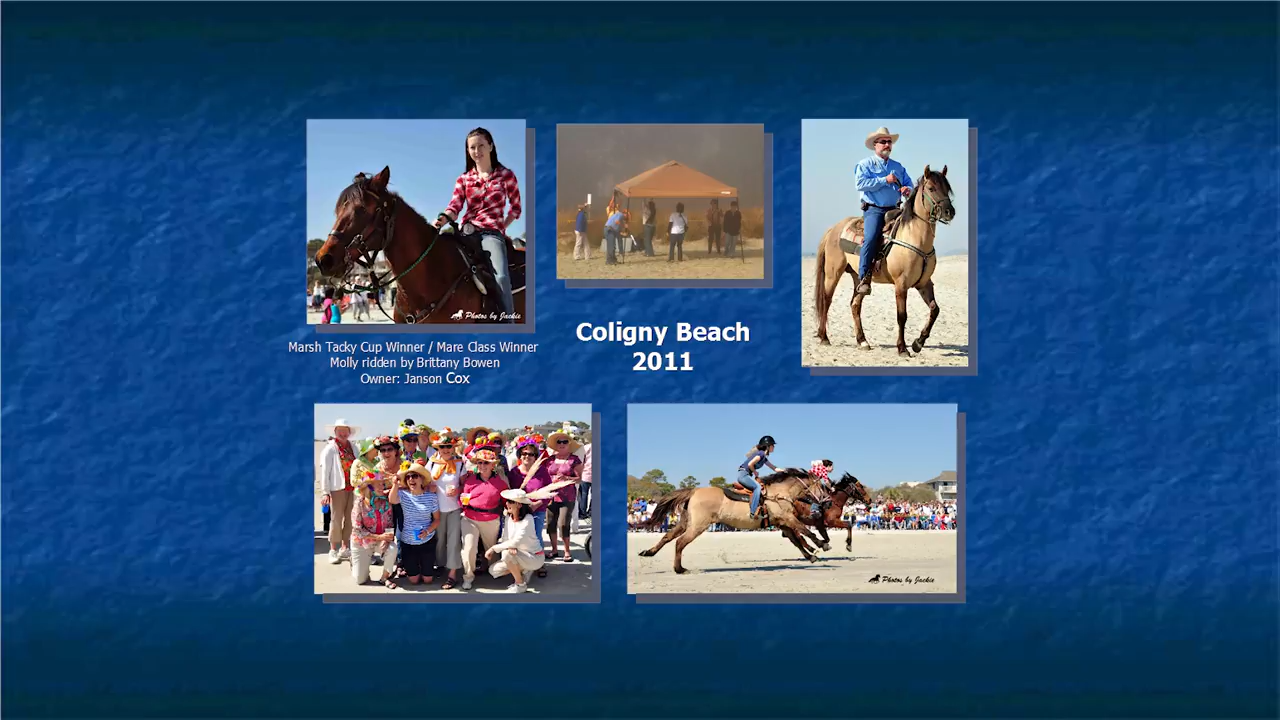 Photos by Jackie
Marsh Tacky Cup Winner / Mare Class Winner
Molly ridden by Brittany Bowen
Owner: Janson Cox
Coligny Beach
2011
Photos by Jackie